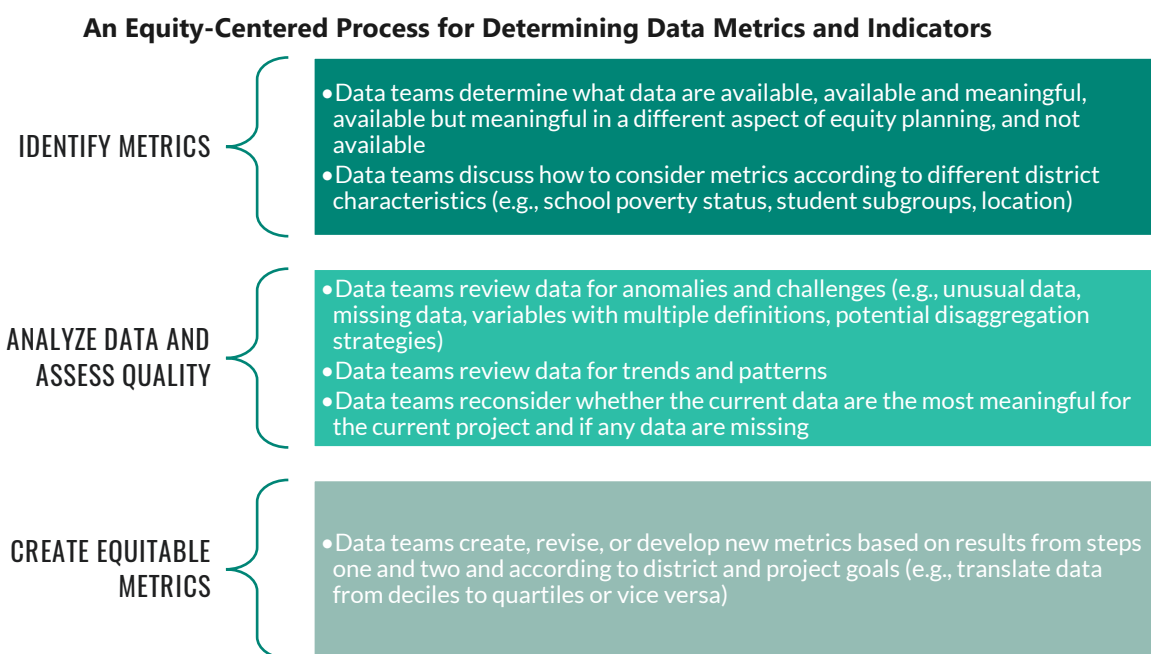 An Equity-Centered Process for Determining Data Metrics and Indicators
IDENTIFY METRICS
•Data teams determine what data are available, available and meaningful,
available but meaningful in a different aspect of equity planning, and not
available
•Data teams discuss how to consider metrics according to different district
characteristics (e.g., school poverty status, student subgroups, location)
ANALYZE DATA AND
ASSESS QUALITY
•Data teams review data for anomalies and challenges (e.g., unusual data,
missing data, variables with multiple definitions, potential disaggregation
strategies)
•Data teams review data for trends and patterns
•Data teams reconsider whether the current data are the most meaningful for
the current project and if any data are missing
CREATE EQUITABLE
METRICS
•Data teams create, revise, or develop new metrics based on results from steps
one and two and according to district and project goals (e.g., translate data
from deciles to quartiles or vice versa)